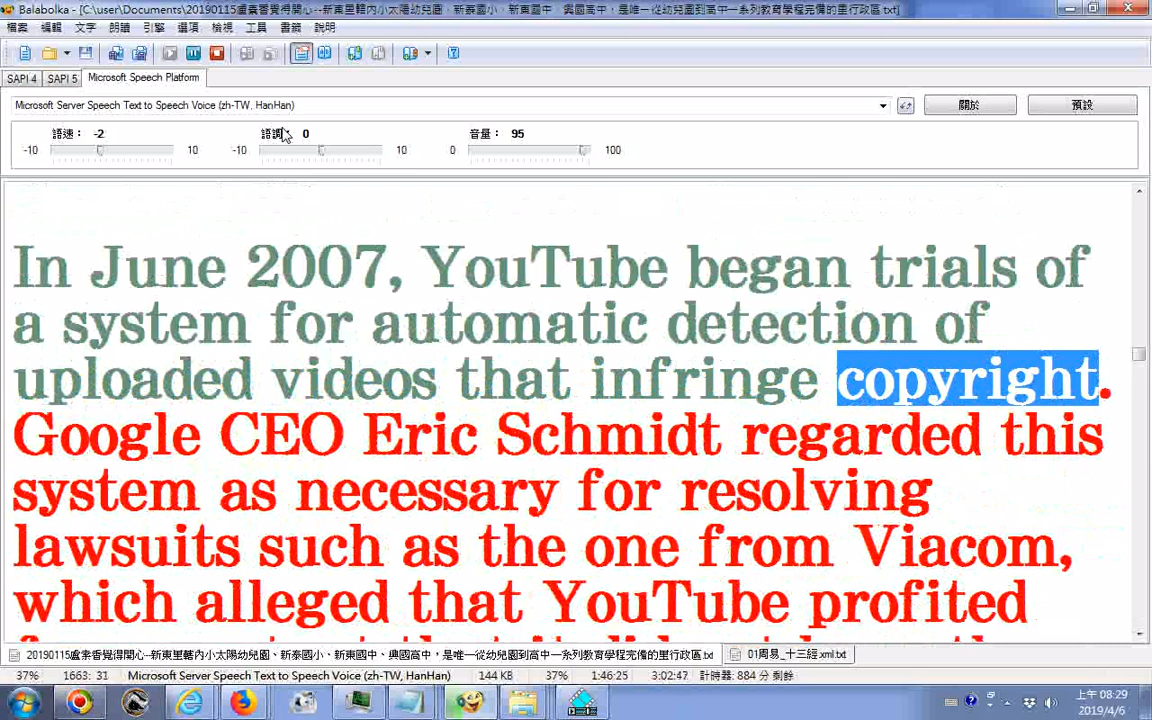 Balabolka - [C:\user\Documents\20190115盧素香覺得開心--新東里轄內小太陽幼兒園、新泰國小、新東國中、興國高中，是唯一從幼兒園到高中一系列教育學程完備的里行政區.txt]
檔案 編輯 文字 朗讀 引擎 選項 檢視 工具 書籤 說明
SAPI 4 SAPI 5 Microsoft Speech Platform
Microsoft Server Speech Text to Speech Voice (zh-TW, HanHan) 關於 預設
語速： -2 語調： 0 音量： 95
-10 10 -10 10 0 100
In June 2007, YouTube began trials of
a system for automatic detection of
uploaded videos that infringe copyright.
Google CEO Eric Schmidt regarded this
system as necessary for resolving
lawsuits such as the one from Viacom,
which alleged that YouTube profited
20190115盧素香覺得開心--新東里轄內小太陽幼兒園、新泰國小、新東國中、興國高中，是唯一從幼兒園到高中一系列教育學程完備的里行政區.txt 01周易_十三經.xml.txt
37% 1663: 31 Microsoft Server Speech Text to Speech Voice (zh-TW, HanHan) 144 KB 37% 1:46:25 3:02:47 計時器: 884 分 剩餘
上午 08:29
2019/4/6